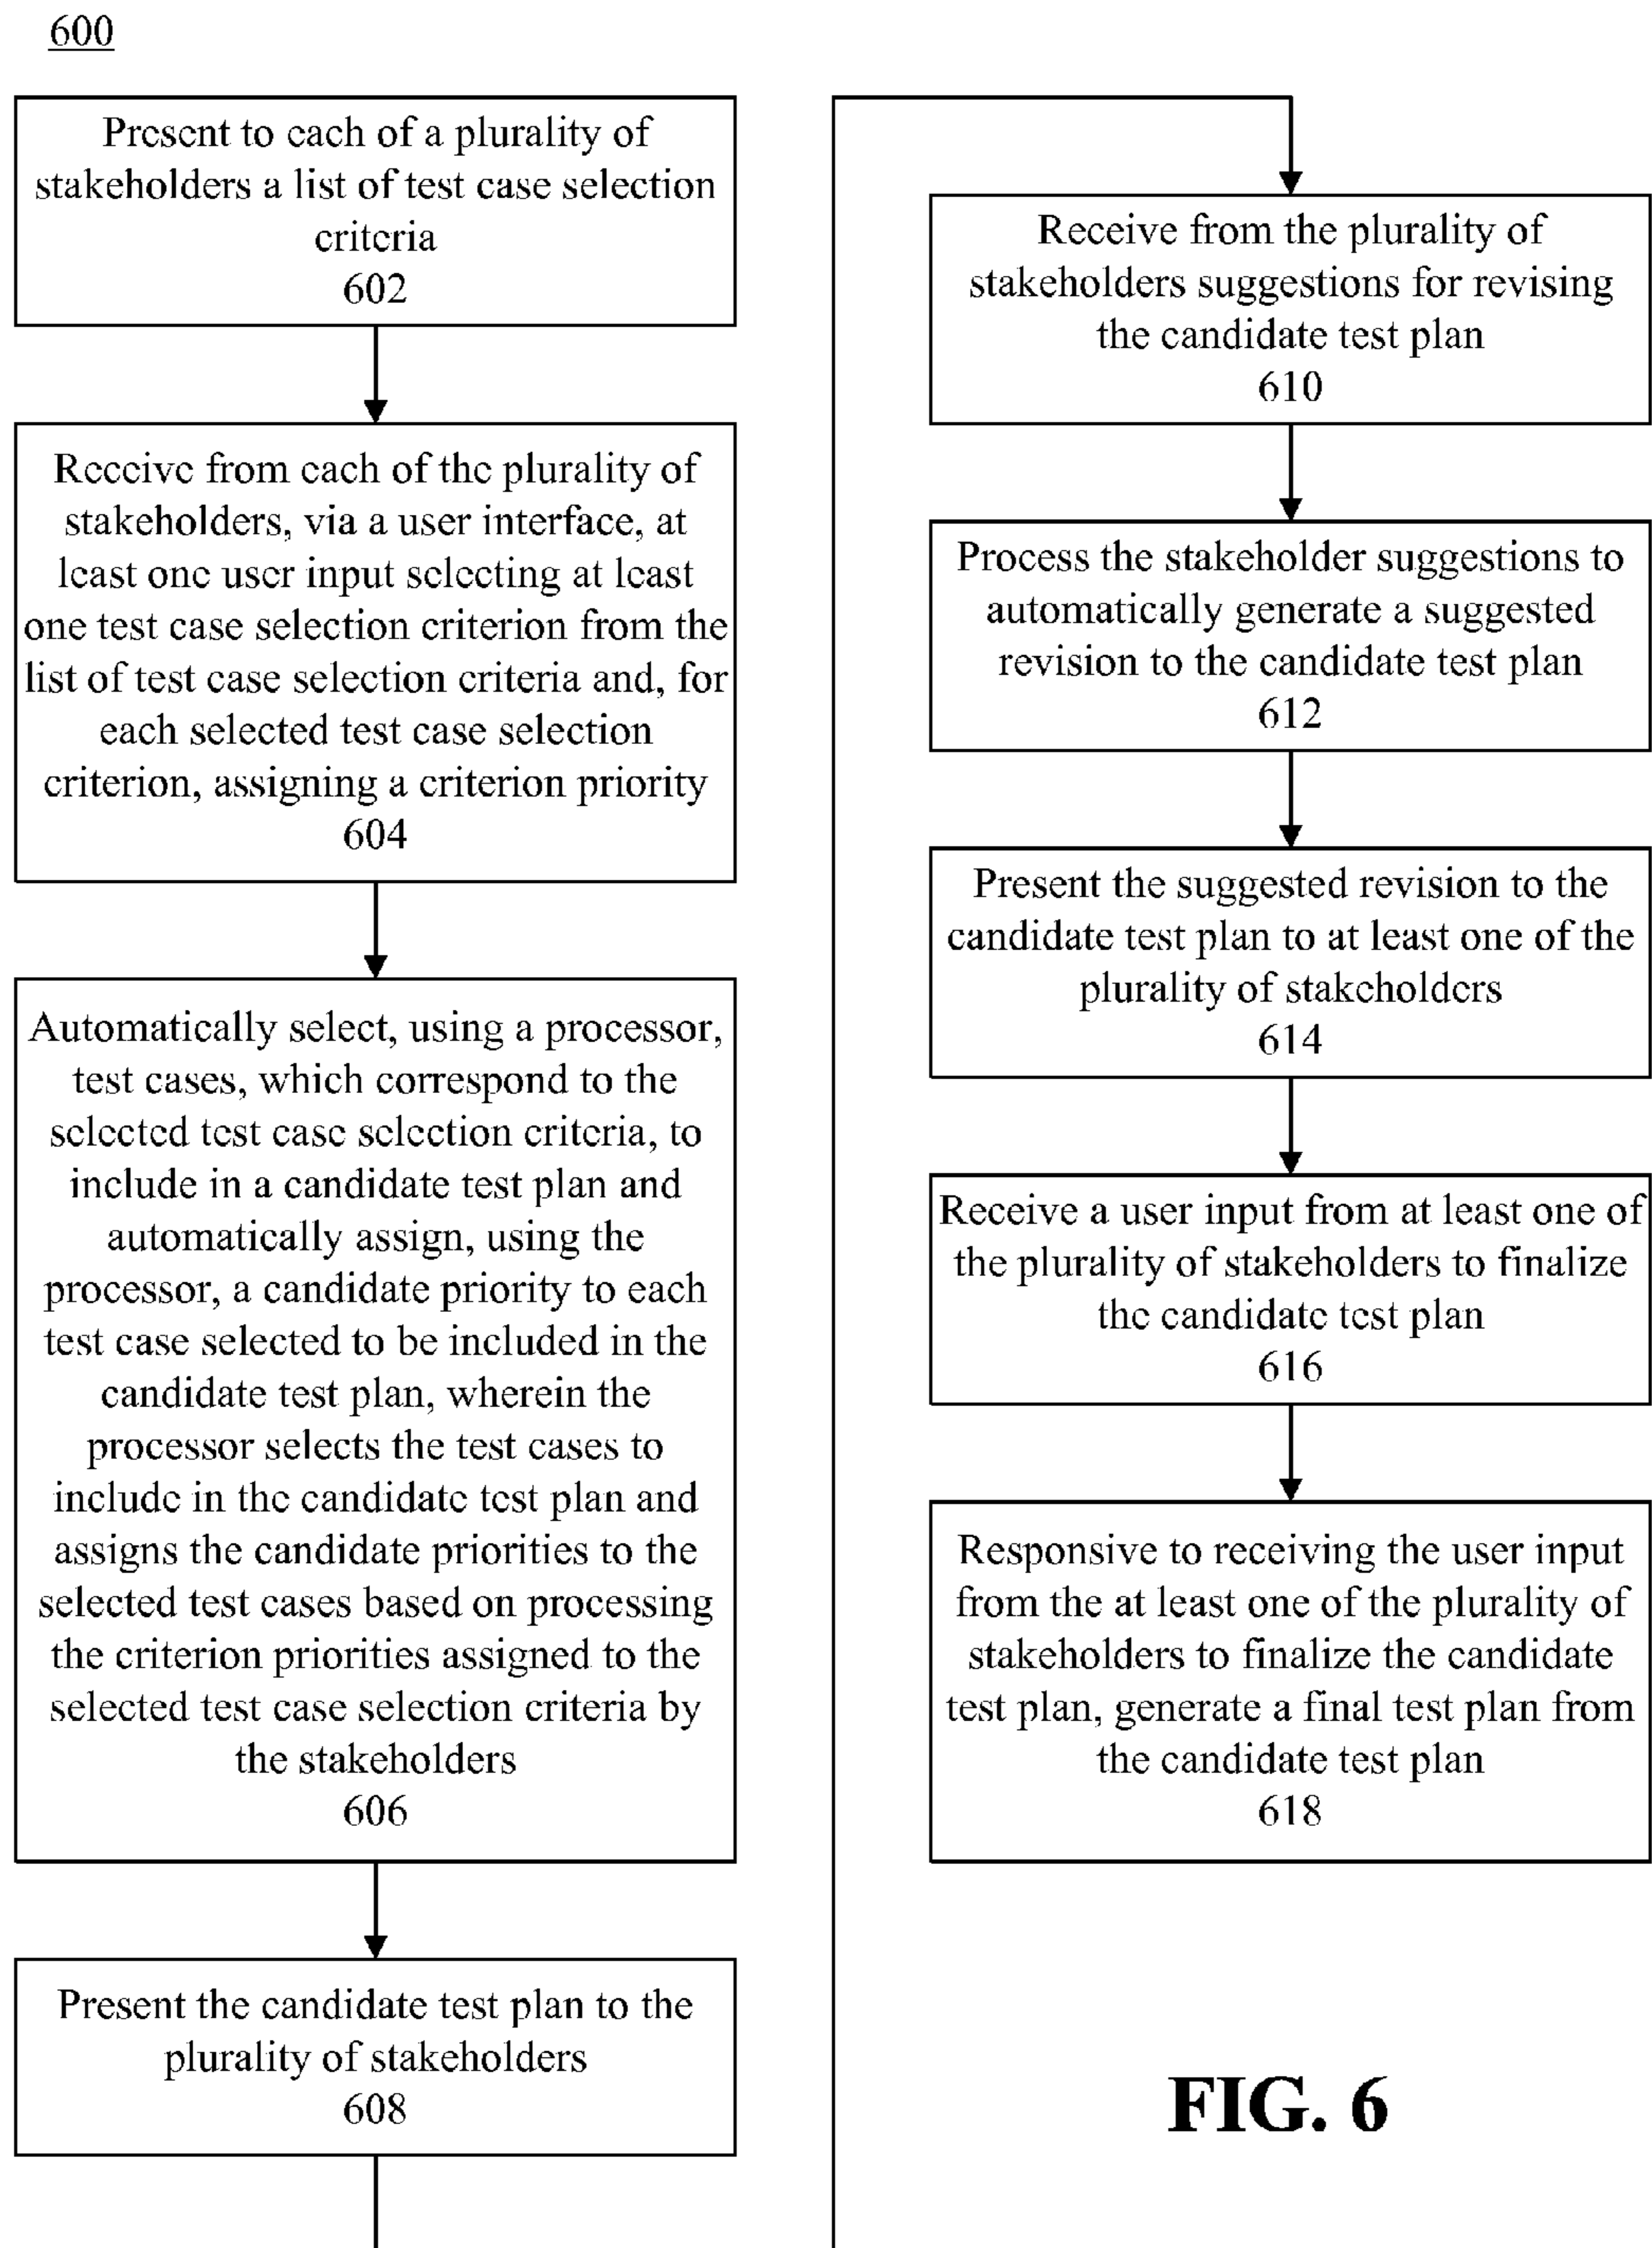 600
Present to each of a plurality of
stakeholders a list of test case selection
criteria
602
Receive from each of the plurality of
stakeholders, via a user interface, at
least one user input selecting at least
one test case selection criterion from the
list of test case selection criteria and, for
each selected test case selection
criterion, assigning a criterion priority
604
Automatically select, using a processor,
test cases, which correspond to the
selected test case selection criteria, to
include in a candidate test plan and
automatically assign, using the
processor, a candidate priority to each
test case selected to be included in the
candidate test plan, wherein the
processor selects the test cases to
include in the candidate test plan and
assigns the candidate priorities to the
selected test cases based on processing
the criterion priorities assigned to the
selected test case selection criteria by
the stakeholders
606
Present the candidate test plan to the
plurality of stakeholders
608
Receive from the plurality of
stakeholders suggestions for revising
the candidate test plan
610
Process the stakeholder suggestions to
automatically generate a suggested
revision to the candidate test plan
612
Present the suggested revision to the
candidate test plan to at least one of the
plurality of stakeholders
614
Receive a user input from at least one of
the plurality of stakeholders to finalize
the candidate test plan
616
Responsive to receiving the user input
from the at least one of the plurality of
stakeholders to finalize the candidate
test plan, generate a final test plan from
the candidate test plan
618
FIG. 6